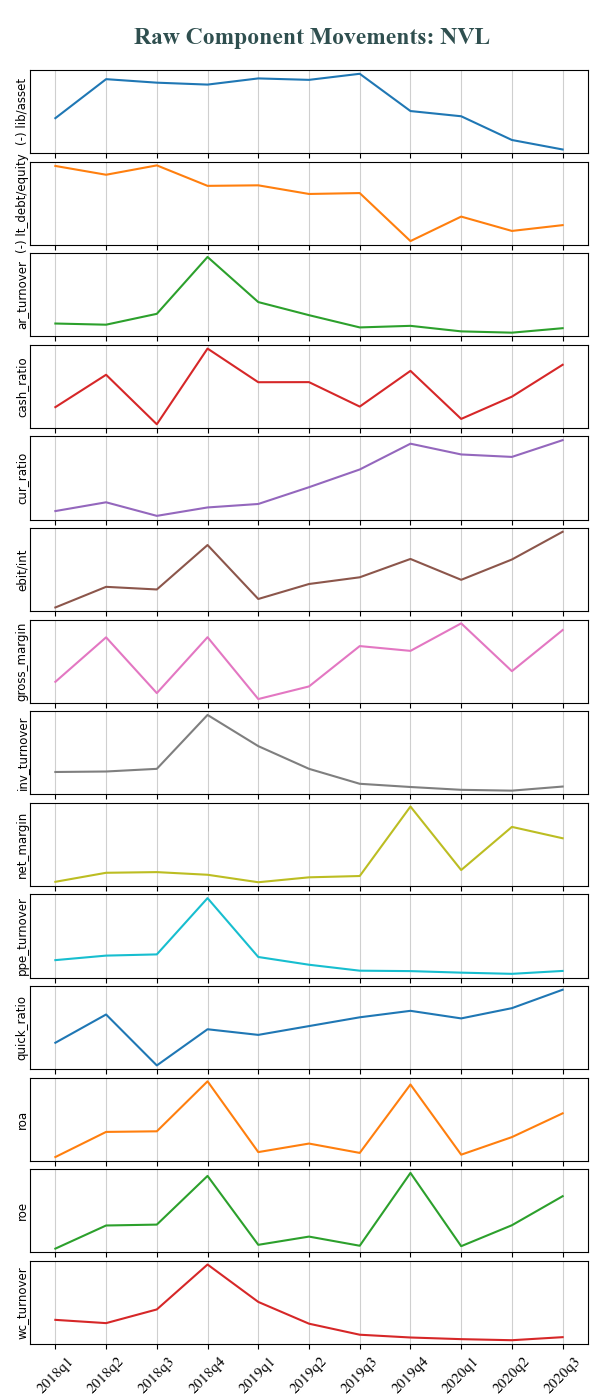 Raw Component Movements: NVL
(-) lib/asset
(-) lt_debt/equity
ar_turnover
cash_ratio
cur_ratio
ebit/int
gross_margin
inv_turnover
net_margin
ppe_turnover
quick_ratio
roa
roe
wc_turnover
2018q1 2018q2 2018q3 2018q4 2019q1 2019q2 2019q3 2019q4 2020q1 2020q2 2020q3